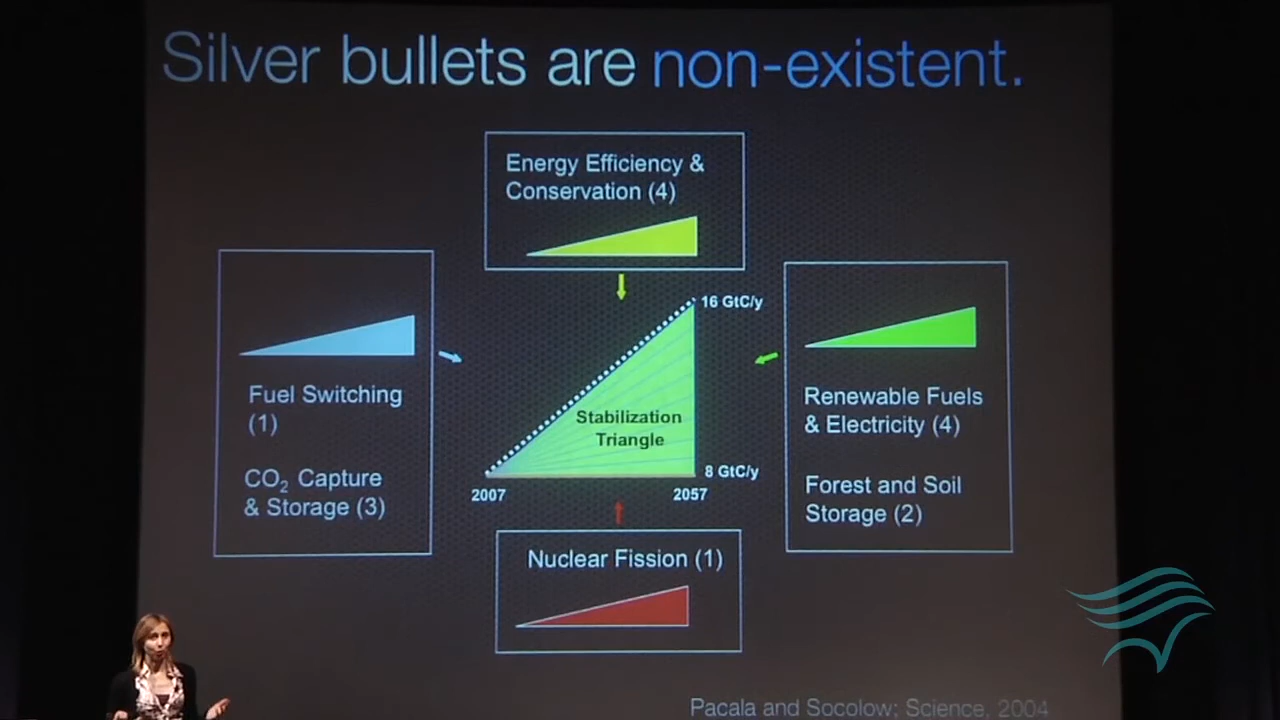 Silver bullets are non-existent.
Energy Efficiency &
Conservation (4)
Fuel Switching
(1)
CO₂ Capture
& Storage (3)
16 GtC/y
Stabilization
Triangle
8 GtC/y
2007
2057
Renewable Fuels
& Electricity (4)
Forest and Soil
Storage (2)
Nuclear Fission (1)
Pacala and Socolow; Science, 2004